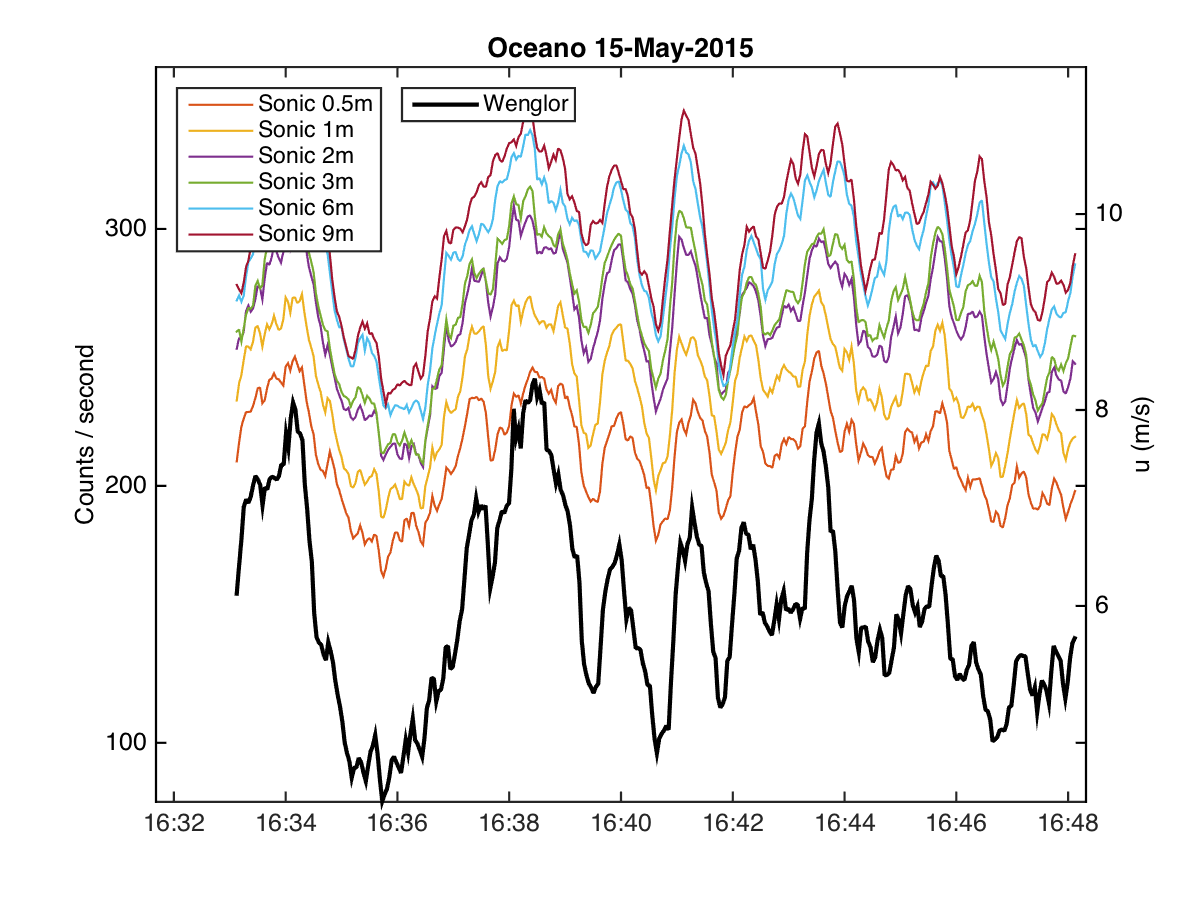 Oceano 15-May-2015
Sonic 0.5m
Sonic 1m
Sonic 2m
Sonic 3m
Sonic 6m
Sonic 9m
Wenglor
Counts / second
300
200
100
10
8
6
u (m/s)
16:32 16:34 16:36 16:38 16:40 16:42 16:44 16:46 16:48